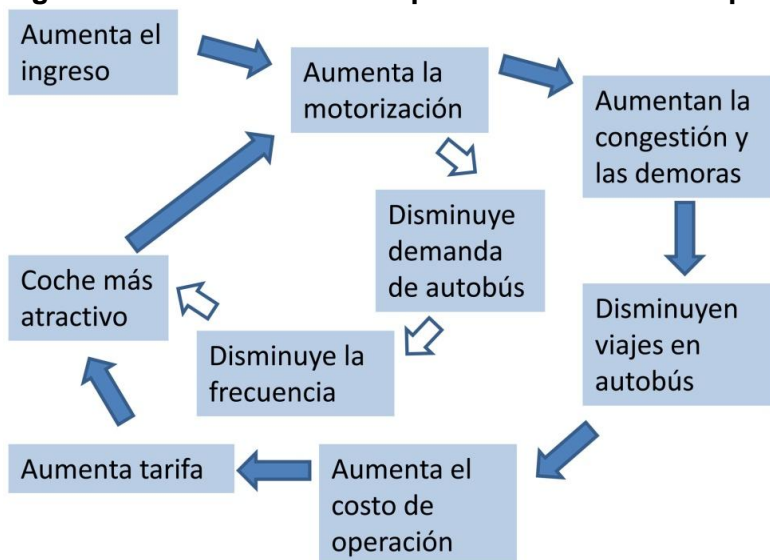 Aumenta el
ingreso
Aumenta la
motorización
Aumentan la
congestión y
las demoras
Disminuye
demanda
de autobús
Coche más
atractivo
Disminuye la
frecuencia
Disminuyen
viajes en
autobús
Aumenta tarifa
Aumenta el
costo de
operación